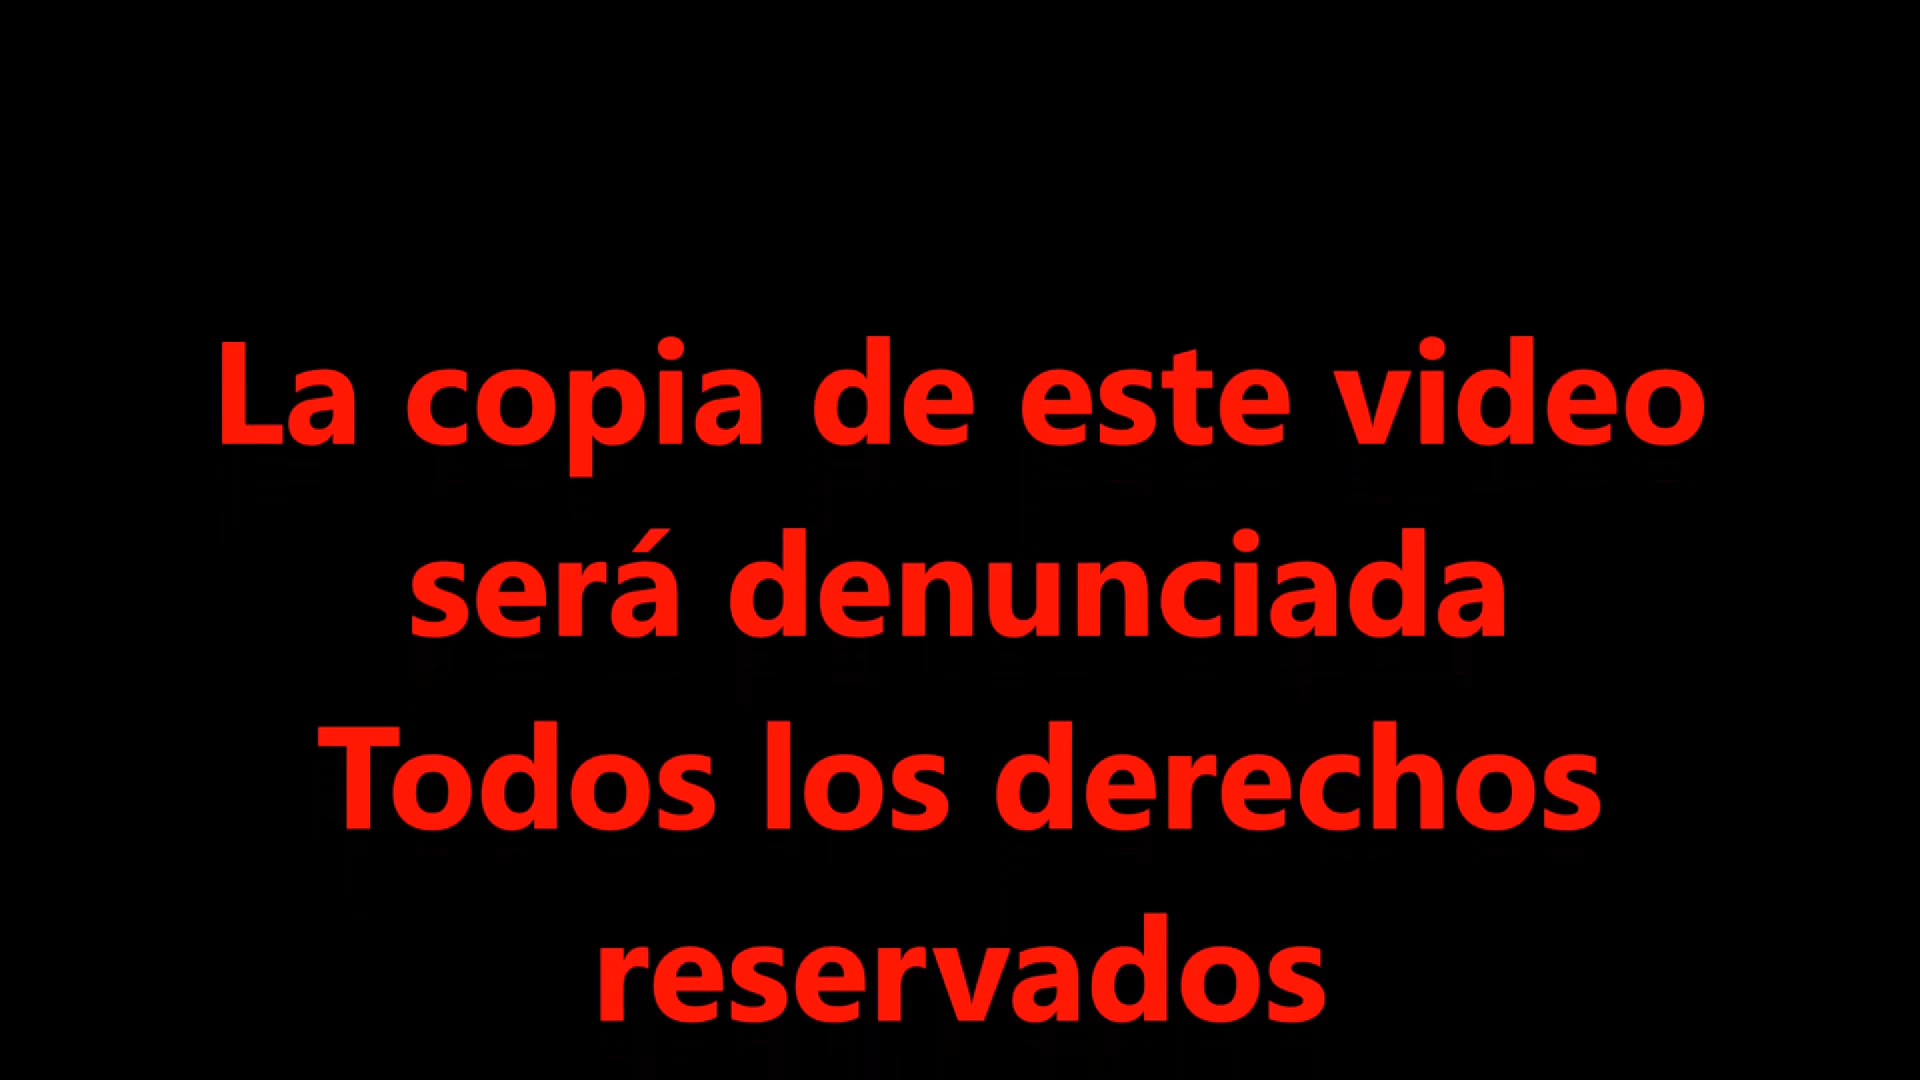 La copia de este video
será denunciada
Todos los derechos
reservados